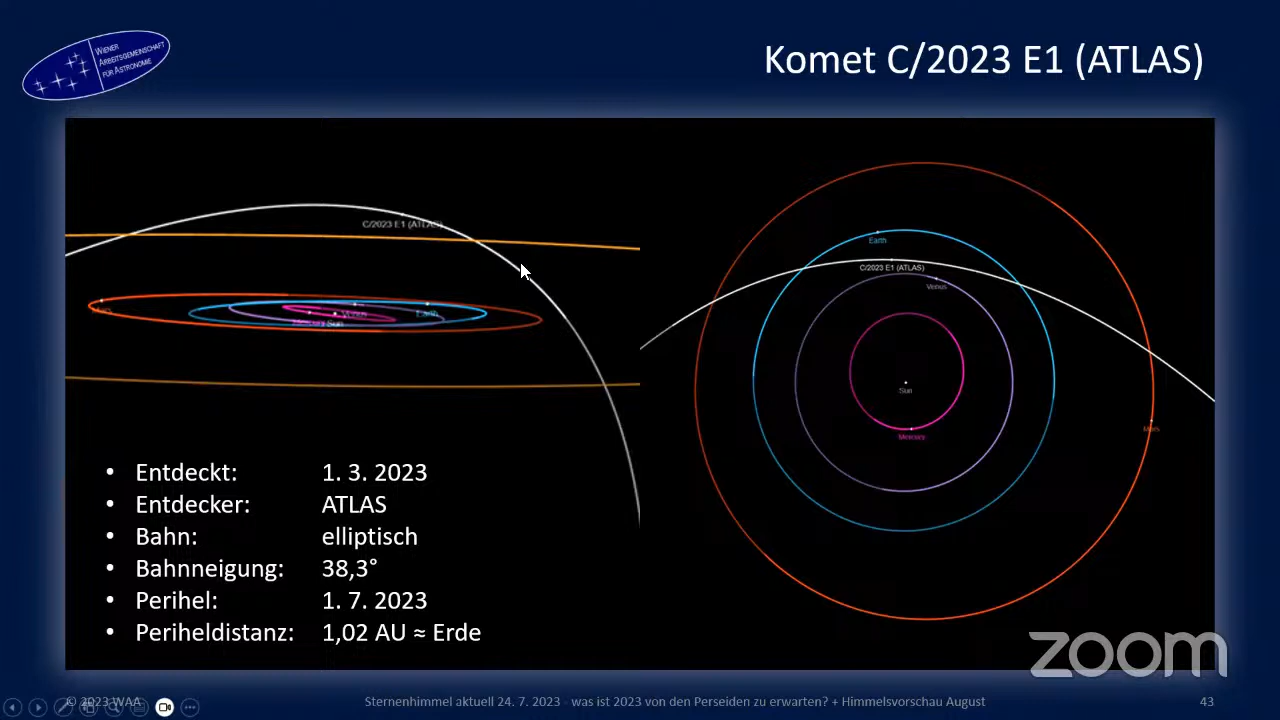 WIENER
ARBEITSGEMEINSCHAFT
FÜR ASTRONOMIE
Komet C/2023 E1 (ATLAS)
C/2023 E1 (ATLAS)
Mars
Venus
Earth
Mercury Sun
Earth
C/2023 E1 (ATLAS)
Venus
Sun
Mercury
Mars
• Entdeckt: 1. 3. 2023
• Entdecker: ATLAS
• Bahn: elliptisch
• Bahnneigung: 38,3°
• Perihel: 1. 7. 2023
• Periheldistanz: 1,02 AU ≈ Erde
zoom
© 2023 WAA
Sternenhimmel aktuell 24. 7. 2023 - was ist 2023 von den Perseiden zu erwarten? + Himmelsvorschau August
43